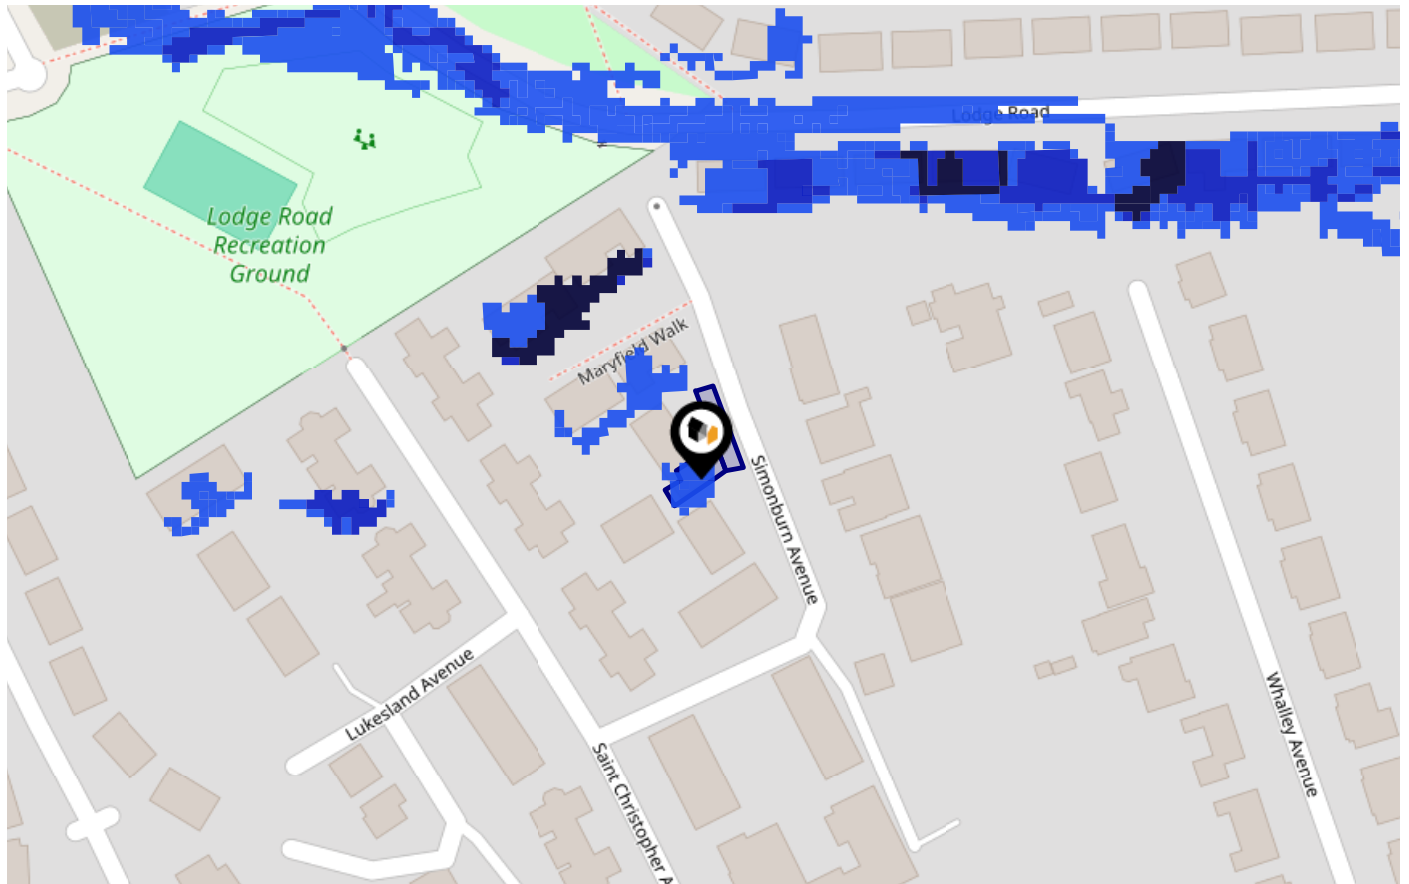 Lodge Road
Lodge Road
Recreation
Ground
Maryfield Walk
Simonburn Avenue
Lukesland Avenue
Saint Christopher A
Whalley Avenue